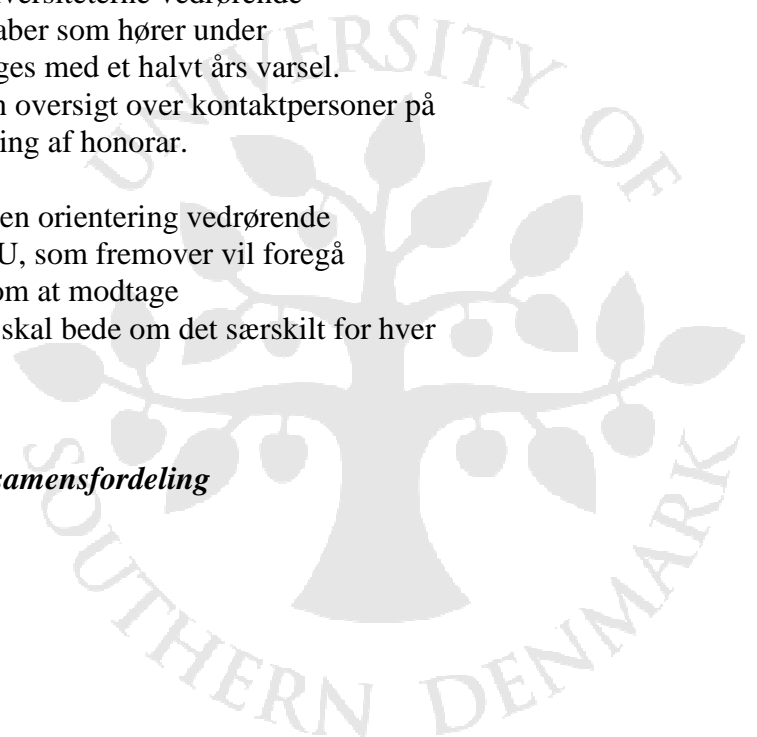 iversiteterne vedrørende
aber som hører under
ges med et halvt års varsel.
n oversigt over kontaktpersoner på
ing af honorar.
en orientering vedrørende
U, som fremover vil foregå
om at modtage
skal bede om det særskilt for hver
samensfordeling
UNIVERSITY OF
SOUTHERN DENMARK